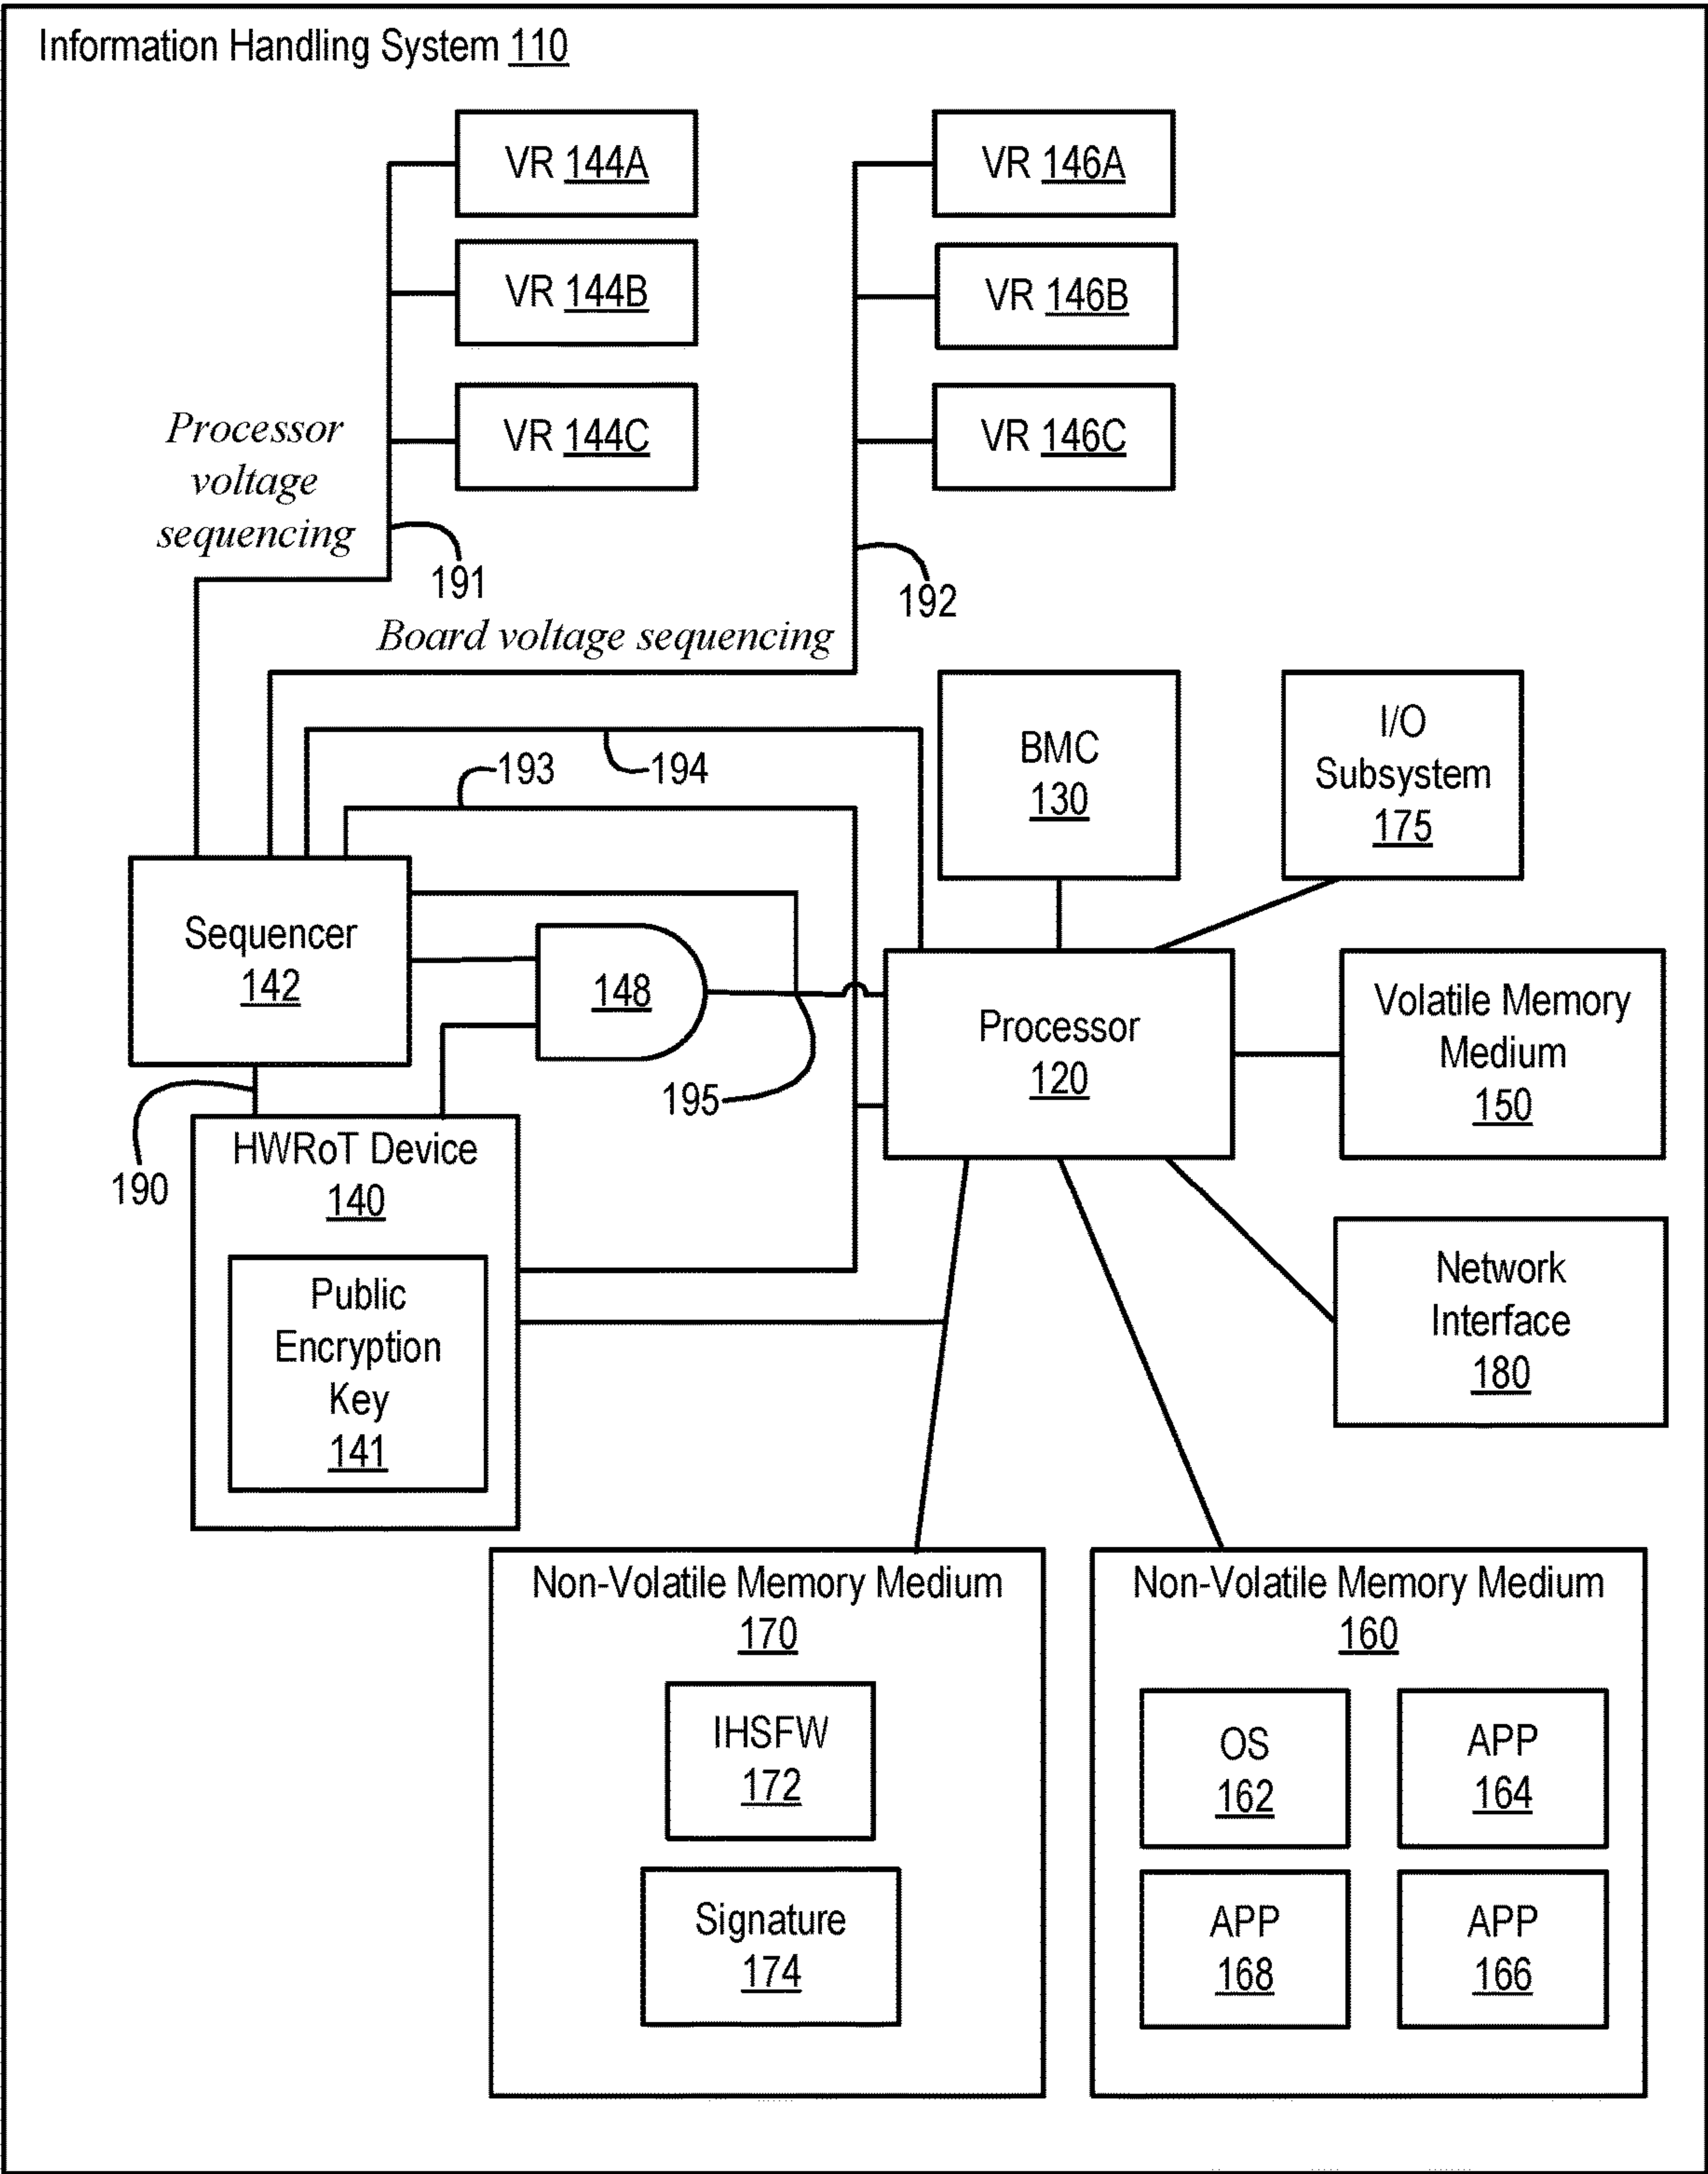 Information Handling System 110
VR 144A
VR 146A
VR 144B
VR 146B
VR 144C
VR 146C
Processor
voltage
sequencing
191
192
Board voltage sequencing
193
194
BMC
130
I/O
Subsystem
175
Sequencer
142
148
195
Processor
120
Volatile Memory
Medium
150
190
HWRoT Device
140
Public
Encryption
Key
141
Network
Interface
180
Non-Volatile Memory Medium
170
IHSFW
172
Signature
174
Non-Volatile Memory Medium
160
OS
162
APP
164
APP
168
APP
166